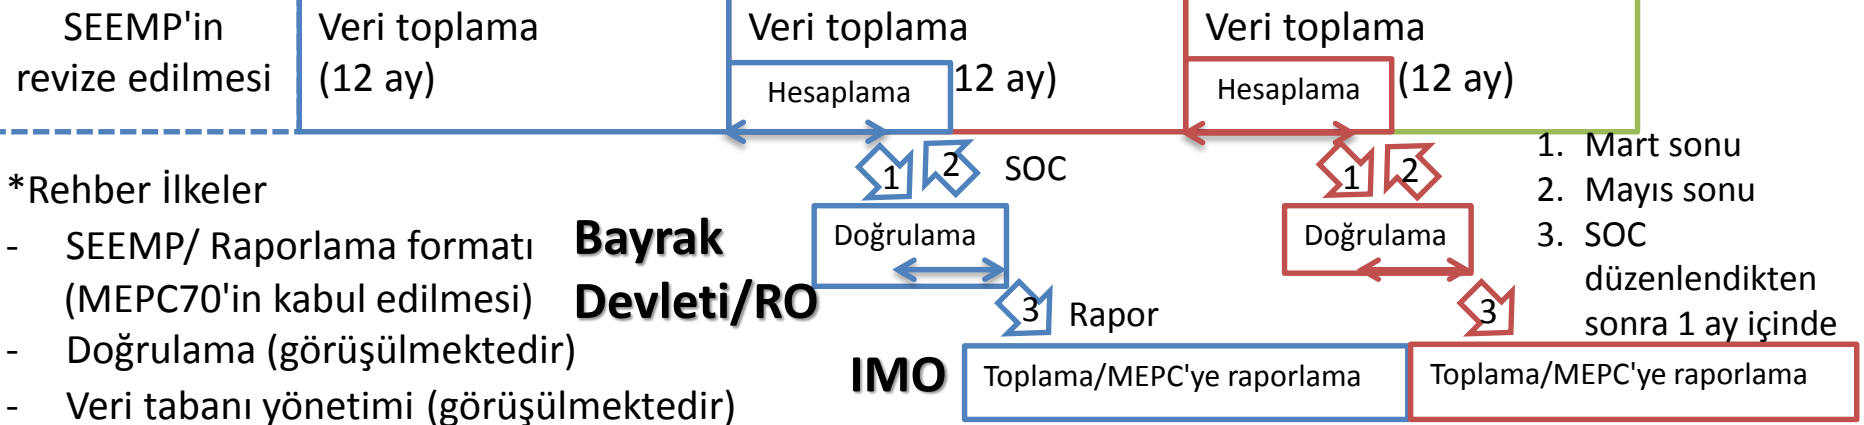 SEEMP'in
revize edilmesi
Veri toplama
(12 ay)
Veri toplama
12 ay)
Hesaplama
Veri toplama
(12 ay)
Hesaplama
1
2
SOC
1
2
1. Mart sonu
2. Mayıs sonu
3. SOC
düzenlendikten
sonra 1 ay içinde
*Rehber İlkeler
- SEEMP/ Raporlama formatı
(MEPC70'in kabul edilmesi)
- Doğrulama (görüşülmektedir)
- Veri tabanı yönetimi (görüşülmektedir)
Bayrak
Devleti/RO
Doğrulama
Doğrulama
3
Rapor
3
IMO
Toplama/MEPC'ye raporlama
Toplama/MEPC'ye raporlama